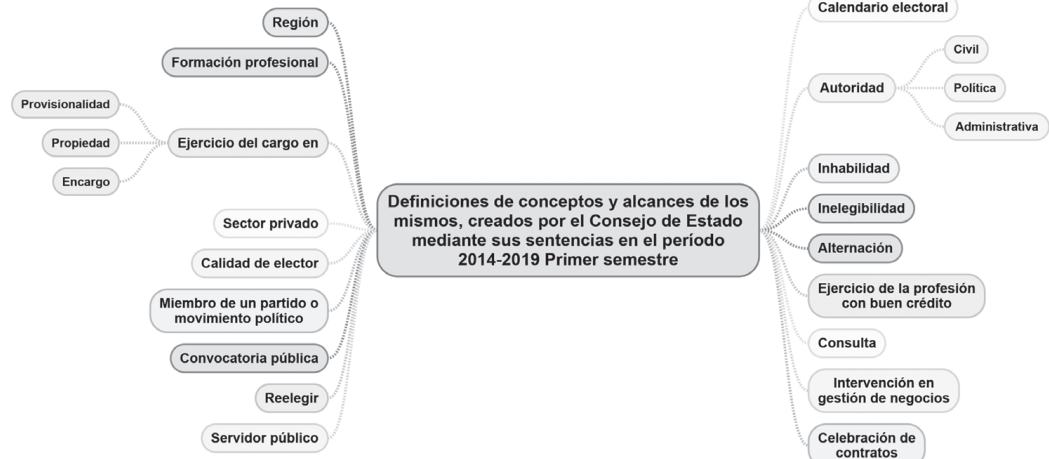 Región
Formación profesional
Provisionalidad
Propiedad
Encargo
Ejercicio del cargo en
Sector privado
Calidad de elector
Miembro de un partido o
movimiento político
Convocatoria pública
Reelegir
Servidor público
Definiciones de conceptos y alcances de los
mismos, creados por el Consejo de Estado
mediante sus sentencias en el período
2014-2019 Primer semestre
Calendario electoral
Autoridad
Civil
Política
Administrativa
Inhabilidad
Inelegibilidad
Alternación
Ejercicio de la profesión
con buen crédito
Consulta
Intervención en
gestión de negocios
Celebración de
contratos